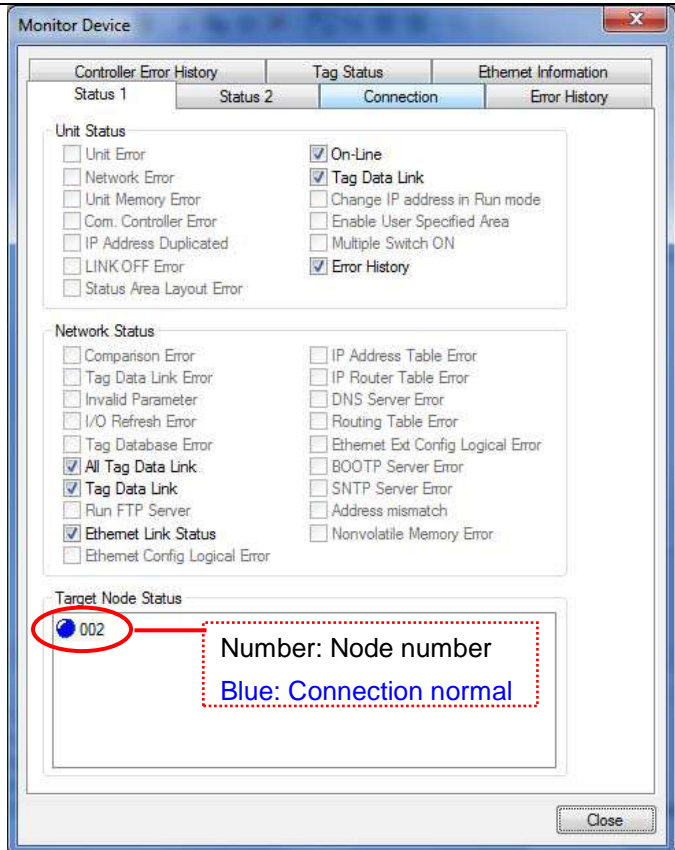 Monitor Device
Controller Error History Tag Status Ethernet Information
Status 1 Status 2 Connection Error History
Unit Status
Unit Error
Network Error
Unit Memory Error
Com. Controller Error
IP Address Duplicated
LINK OFF Error
Status Area Layout Error
On-Line
Tag Data Link
Change IP address in Run mode
Enable User Specified Area
Multiple Switch ON
Error History
Network Status
Comparison Error
Tag Data Link Error
Invalid Parameter
I/O Refresh Error
Tag Database Error
All Tag Data Link
Tag Data Link
Run FTP Server
Ethernet Link Status
Ethernet Config Logical Error
IP Address Table Error
IP Router Table Error
DNS Server Error
Routing Table Error
Ethernet Ext Config Logical Error
BOOTP Server Error
SNTP Server Error
Address mismatch
Nonvolatile Memory Error
Target Node Status
002
Number: Node number
Blue: Connection normal
Close